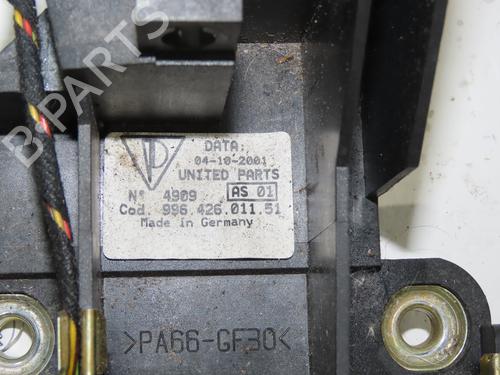 DATA:
04-10-2001
UNITED PARTS
N° 4909 AS 01
Cod. 996.426.011.51
Made in Germany
>PA66-GF30<
B-PARTS